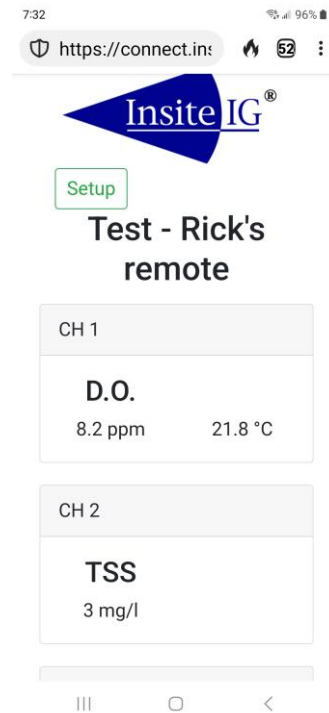 7:32 96%
https://connect.ins 52
Insite IG®
Setup
Test - Rick's
remote
CH 1
D.O.
8.2 ppm 21.8 °C
CH 2
TSS
3 mg/l